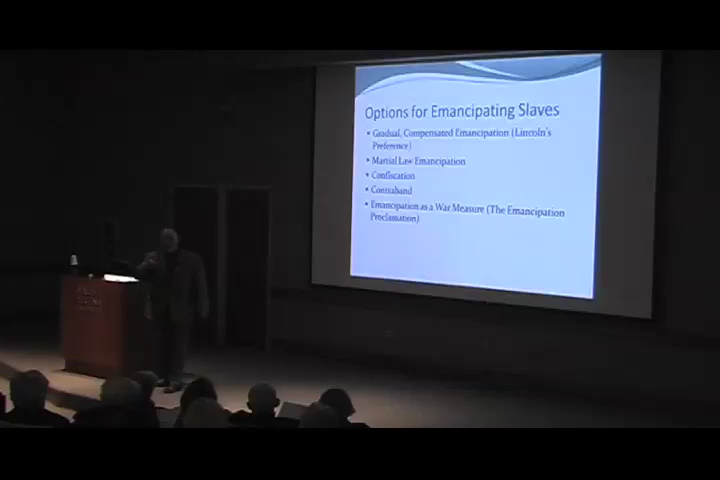 Options for Emancipating Slaves
• Gradual, Compensated Emancipation (Lincoln's
Preference)
• Martial Law Emancipation
• Confiscation
• Contraband
• Emancipation as a War Measure (The Emancipation
Proclamation)